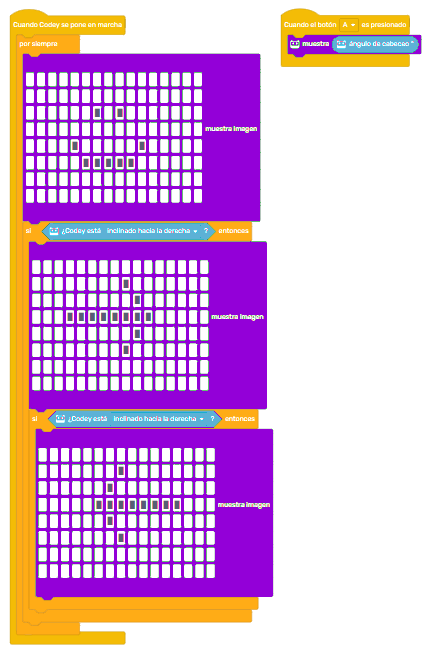 Cuando Codey se pone en marcha
por siempre
muestra imagen
si ¿Codey está inclinado hacia la derecha ? entonces
muestra imagen
si ¿Codey está inclinado hacia la derecha ? entonces
muestra imagen
Cuando el botón A es presionado
muestra ángulo de cabeceo °